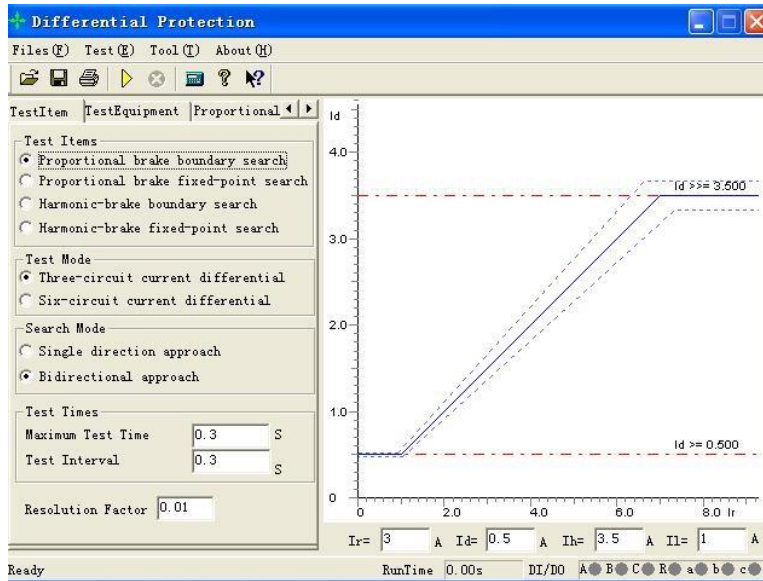 Differential Protection
Files(F) Test(E) Tool(T) About(H)
TestItem TestEquipment Proportional
Test Items
Proportional brake boundary search
Proportional brake fixed-point search
Harmonic-brake boundary search
Harmonic-brake fixed-point search
Test Mode
Three-circuit current differential
Six-circuit current differential
Search Mode
Single direction approach
Bidirectional approach
Test Times
Maximum Test Time 0.3 S
Test Interval 0.3 S
Resolution Factor 0.01
Id
4.0
Id >>= 3.500
3.0
2.0
1.0
Id >= 0.500
0
0 2.0 4.0 6.0 8.0 Ir
Ir= 3 A Id= 0.5 A Ih= 3.5 A Il= 1 A
Ready RunTime 0.00s DI/DO A B C R a b c